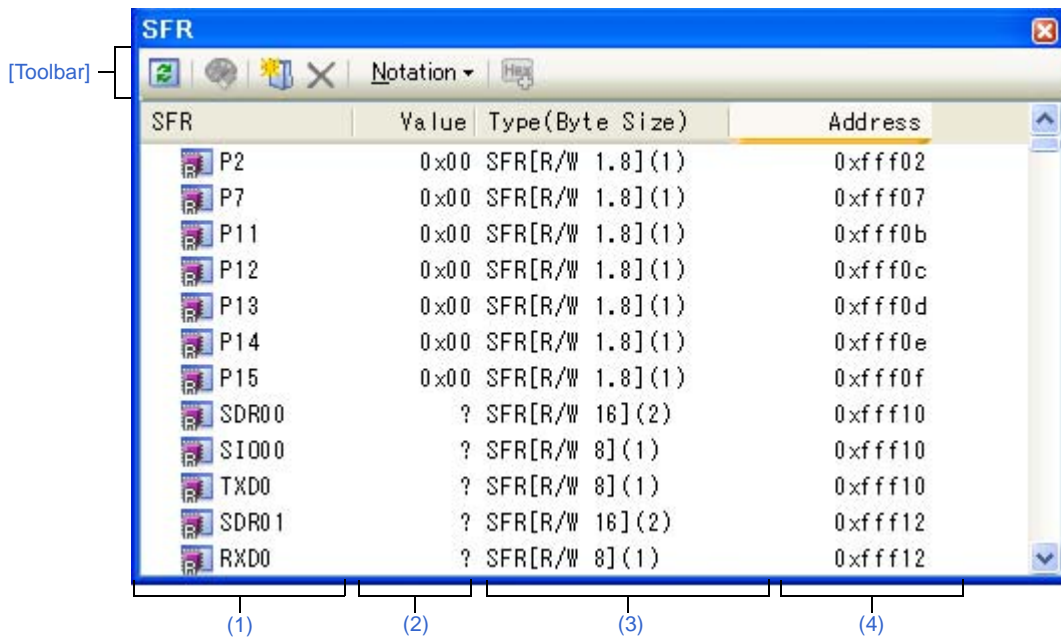 SFR
[Toolbar]
Notation
Hex
SFR Value Type(Byte Size) Address
P2 0x00 SFR[R/W 1.8](1) 0xfff02
P7 0x00 SFR[R/W 1.8](1) 0xfff07
P11 0x00 SFR[R/W 1.8](1) 0xfff0b
P12 0x00 SFR[R/W 1.8](1) 0xfff0c
P13 0x00 SFR[R/W 1.8](1) 0xfff0d
P14 0x00 SFR[R/W 1.8](1) 0xfff0e
P15 0x00 SFR[R/W 1.8](1) 0xfff0f
SDR00 ? SFR[R/W 16](2) 0xfff10
SIO00 ? SFR[R/W 8](1) 0xfff10
TXD0 ? SFR[R/W 8](1) 0xfff10
SDR01 ? SFR[R/W 16](2) 0xfff12
RXD0 ? SFR[R/W 8](1) 0xfff12
(1) (2) (3) (4)